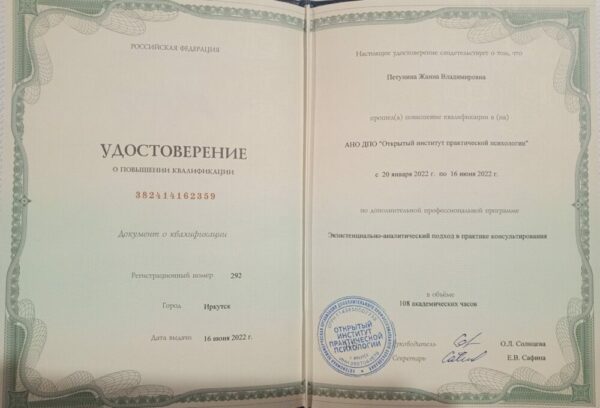 РОССИЙСКАЯ ФЕДЕРАЦИЯ
УДОСТОВЕРЕНИЕ
О ПОВЫШЕНИИ КВАЛИФИКАЦИИ
382414162359
Документ о квалификации
Регистрационный номер 292
Город Иркутск
Дата выдачи 16 июня 2022 г.
Настоящее удостоверение свидетельствует о том, что
Петунина Жанна Владимировна
прошел(а) повышение квалификации в (на)
АНО ДПО "Открытый институт практической психологии"
с 20 января 2022 г. по 16 июня 2022 г.
по дополнительной профессиональной программе
Экзистенциально-аналитический подход в практике консультирования
в объёме
108 академических часов
Руководитель О.Л. Солнцева
Секретарь Е.В. Сафина
ОТКРЫТЫЙ
ИНСТИТУТ
ПРАКТИЧЕСКОЙ
ПСИХОЛОГИИ